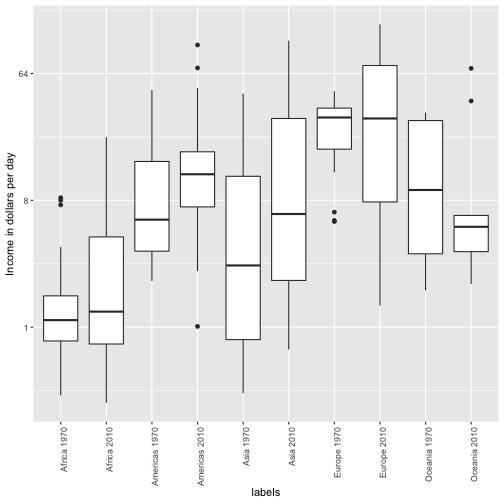 64
8
1
Income in dollars per day
Africa 1970
Africa 2010
Americas 1970
Americas 2010
Asia 1970
Asia 2010
Europe 1970
Europe 2010
Oceania 1970
Oceania 2010
labels